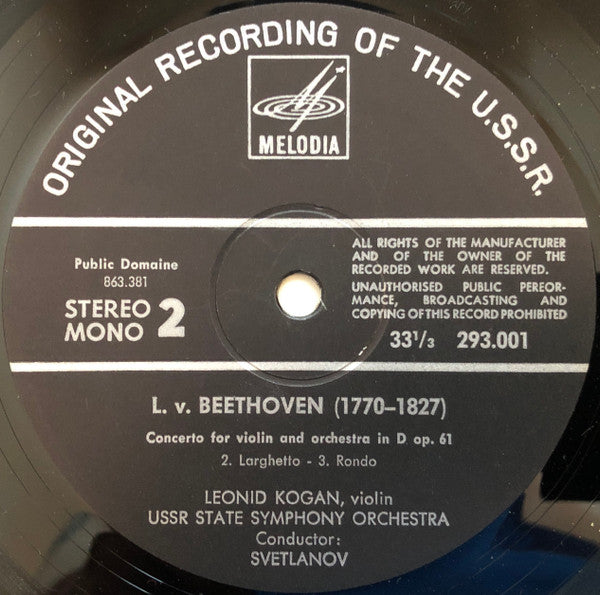 ORIGINAL RECORDING OF THE U.S.S.R.
MELODIA
Public Domaine
863.381
STEREO
MONO 2
ALL RIGHTS OF THE MANUFACTURER
AND OF THE OWNER OF THE
RECORDED WORK ARE RESERVED.
UNAUTHORISED PUBLIC PEREOR-
MANCE, BROADCASTING AND
COPYING OF THIS RECORD PROHIBITED
33 1/3 293.001
L. v. BEETHOVEN (1770–1827)
Concerto for violin and orchestra in D op. 61
2. Larghetto - 3. Rondo
LEONID KOGAN, violin
USSR STATE SYMPHONY ORCHESTRA
Conductor:
SVETLANOV